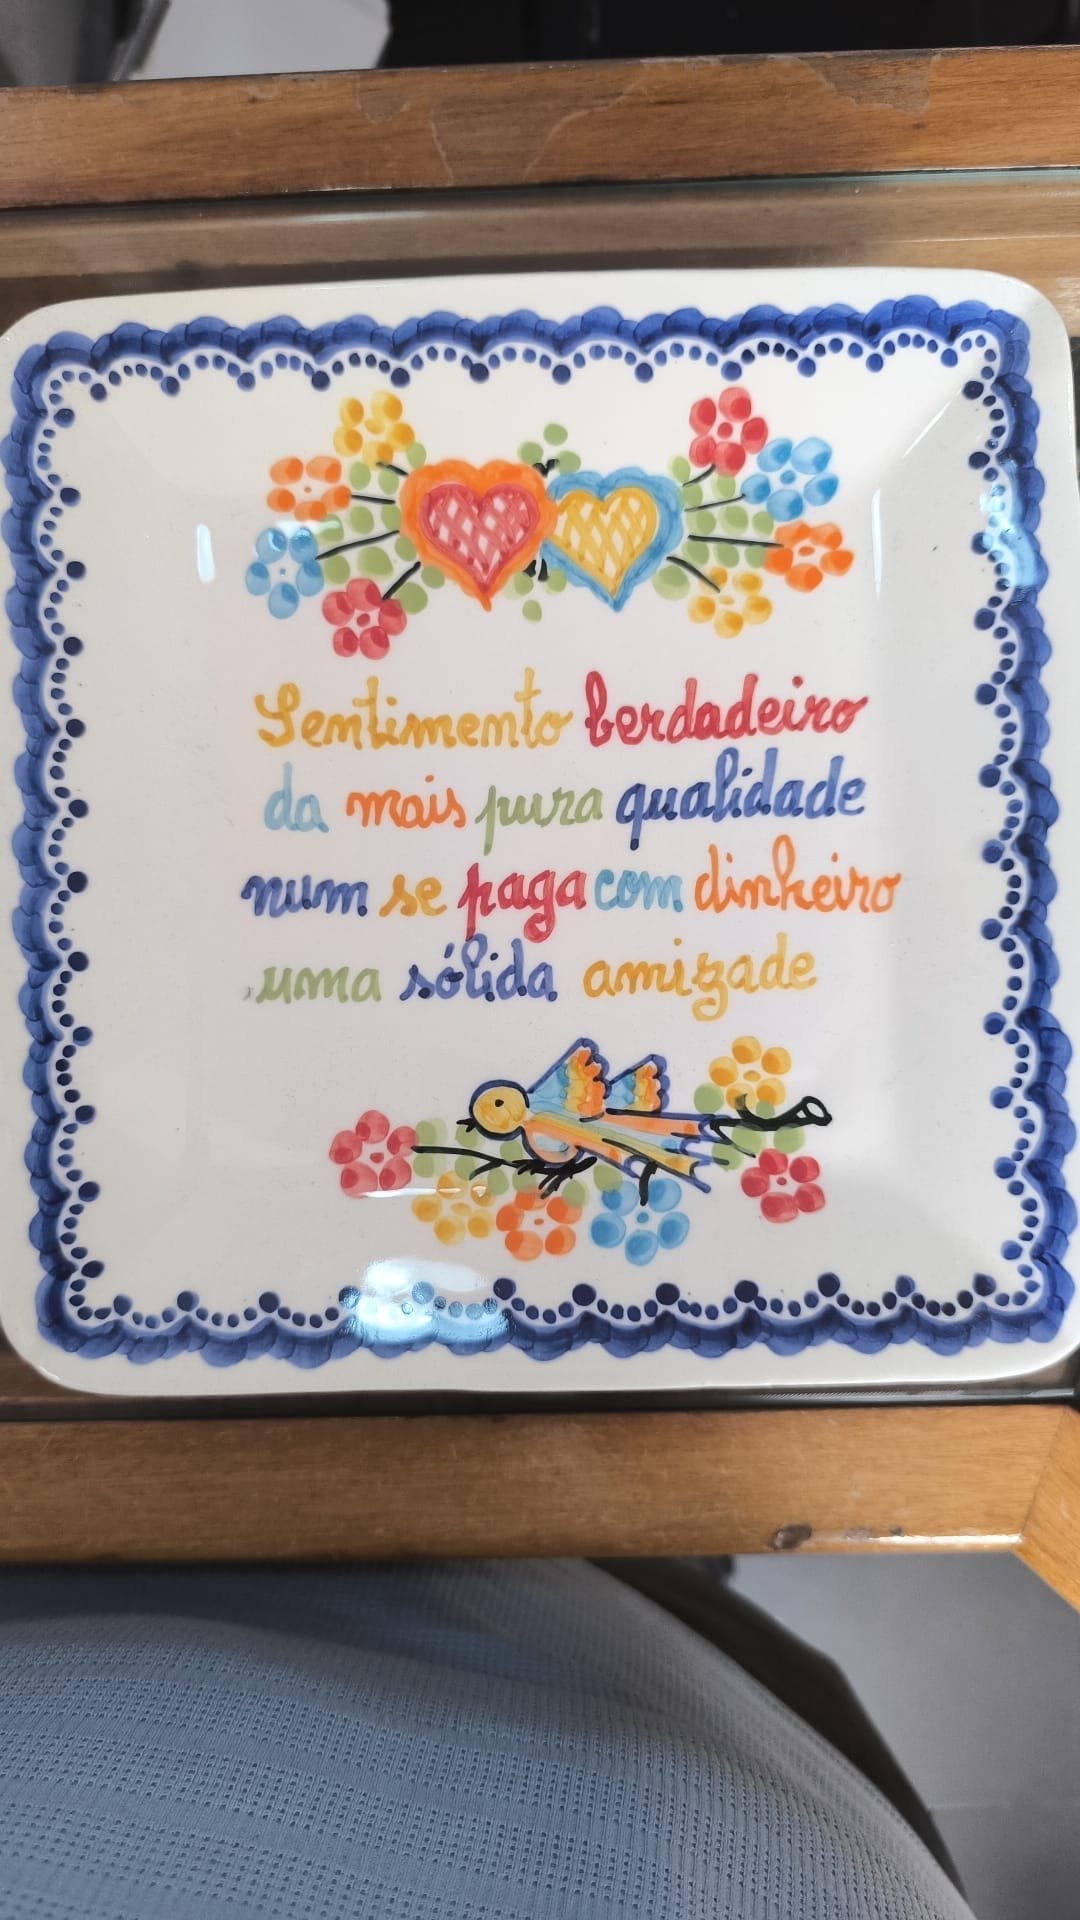 Sentimento berdadeiro
da mais pura qualidade
num se paga com dinheiro
uma sólida amizade